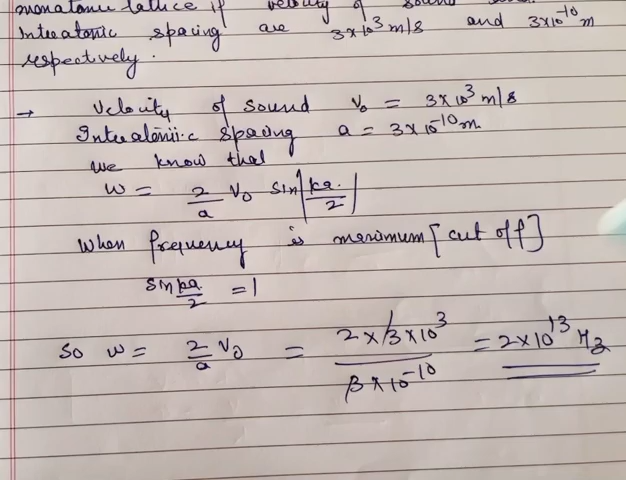 monatomic lattice if velocity of sound
Interatomic spacing are 3×10³ m/s and 3×10⁻¹⁰ m
respectively.
→ Velocity of sound v₀ = 3×10³ m/s
Interatomic spacing a = 3×10⁻¹⁰ m
We know that
ω = 2/a v₀ sin|ka/2|
When frequency is maximum [cut off]
sin ka/2 = 1
So ω = 2/a v₀ = 2×3×10³ / 3×10⁻¹⁰ = 2×10¹³ Hz